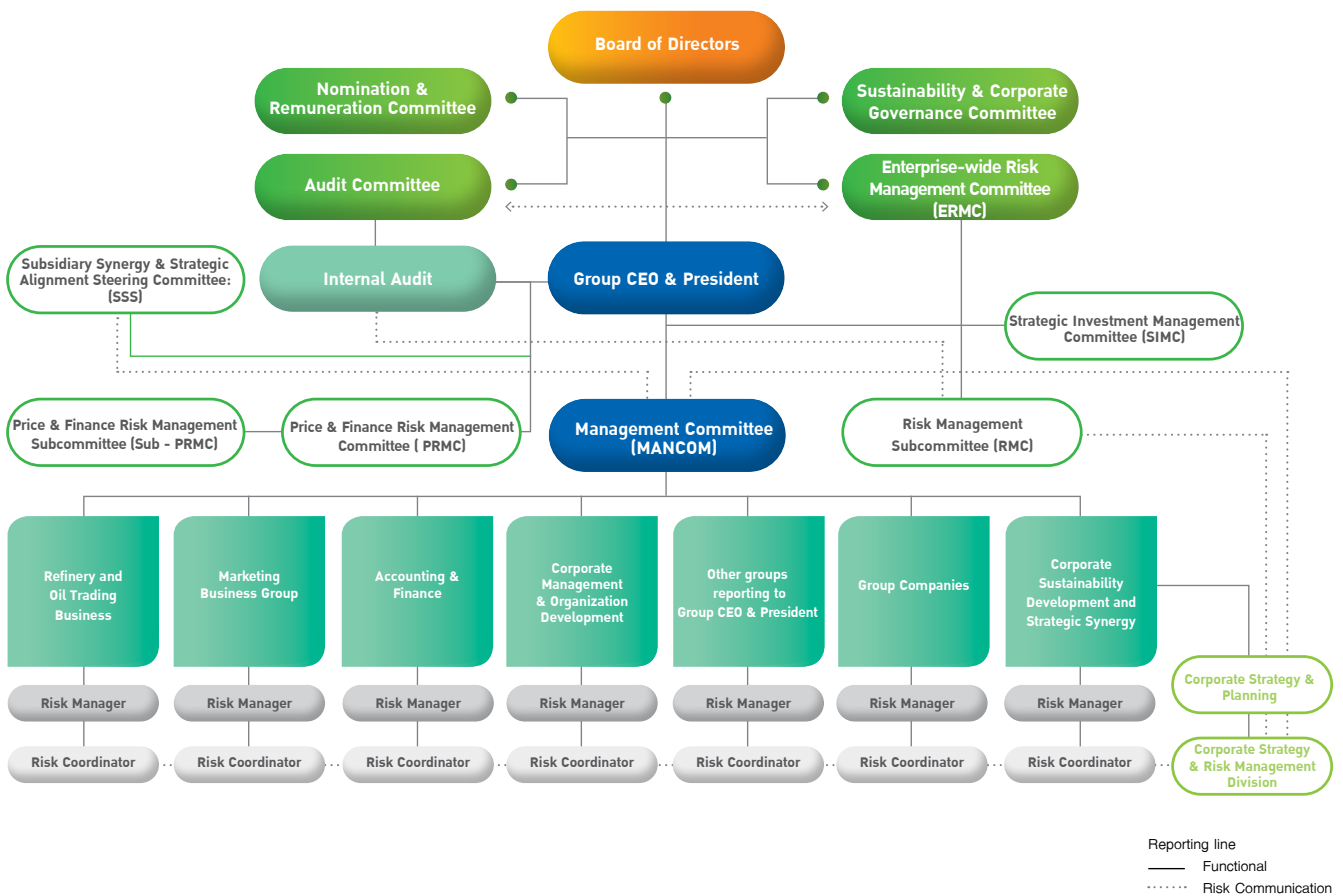 Board of Directors
Nomination &
Remuneration Committee
Sustainability & Corporate
Governance Committee
Audit Committee
Enterprise-wide Risk
Management Committee
(ERMC)
Subsidiary Synergy & Strategic
Alignment Steering Committee:
(SSS)
Internal Audit
Group CEO & President
Strategic Investment Management
Committee (SIMC)
Price & Finance Risk Management
Subcommittee (Sub - PRMC)
Price & Finance Risk Management
Committee ( PRMC)
Management Committee
(MANCOM)
Risk Management
Subcommittee (RMC)
Refinery and
Oil Trading
Business
Marketing
Business Group
Accounting &
Finance
Corporate
Management
& Organization
Development
Other groups
reporting to
Group CEO & President
Group Companies
Corporate
Sustainability
Development and
Strategic Synergy
Corporate Strategy &
Planning
Risk Manager
Risk Manager
Risk Manager
Risk Manager
Risk Manager
Risk Manager
Risk Manager
Risk Coordinator
Risk Coordinator
Risk Coordinator
Risk Coordinator
Risk Coordinator
Risk Coordinator
Risk Coordinator
Corporate Strategy
& Risk Management
Division
Reporting line
Functional
Risk Communication